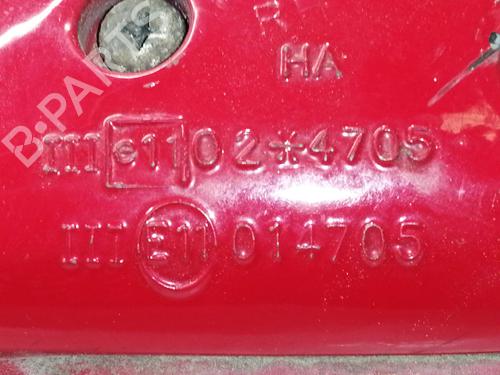 R
HA
III e11 02*4705
III E11 014705
B-PARTS